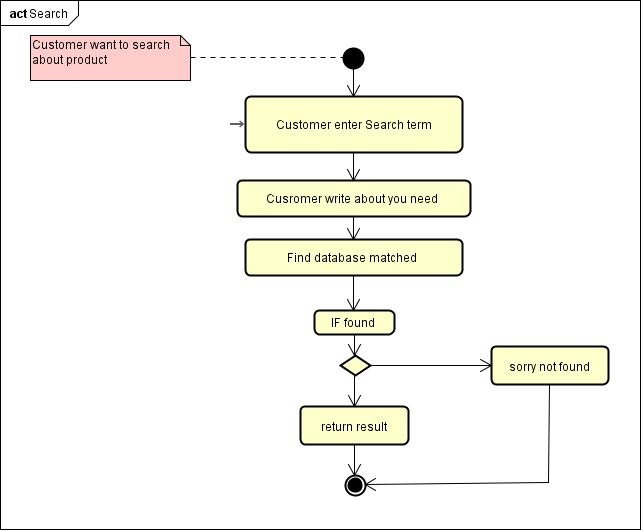 act Search
Customer want to search
about product
Customer enter Search term
Cusromer write about you need
Find database matched
IF found
sorry not found
return result